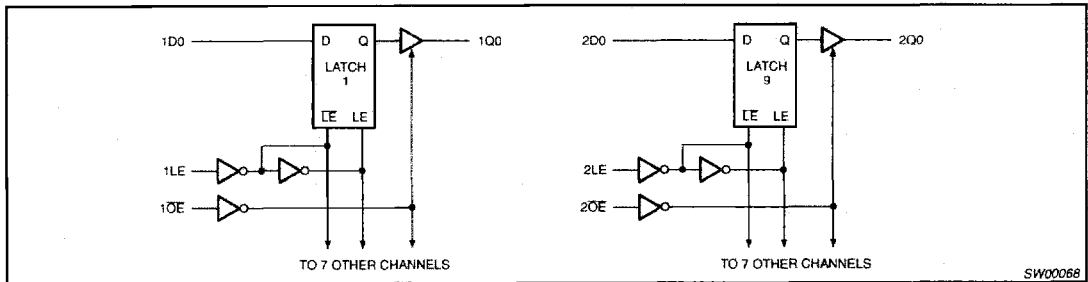 1D0
D Q
1Q0
LATCH
1
LE LE
1LE
1OE
TO 7 OTHER CHANNELS
2D0
D Q
2Q0
LATCH
9
LE LE
2LE
2OE
TO 7 OTHER CHANNELS
SW00068